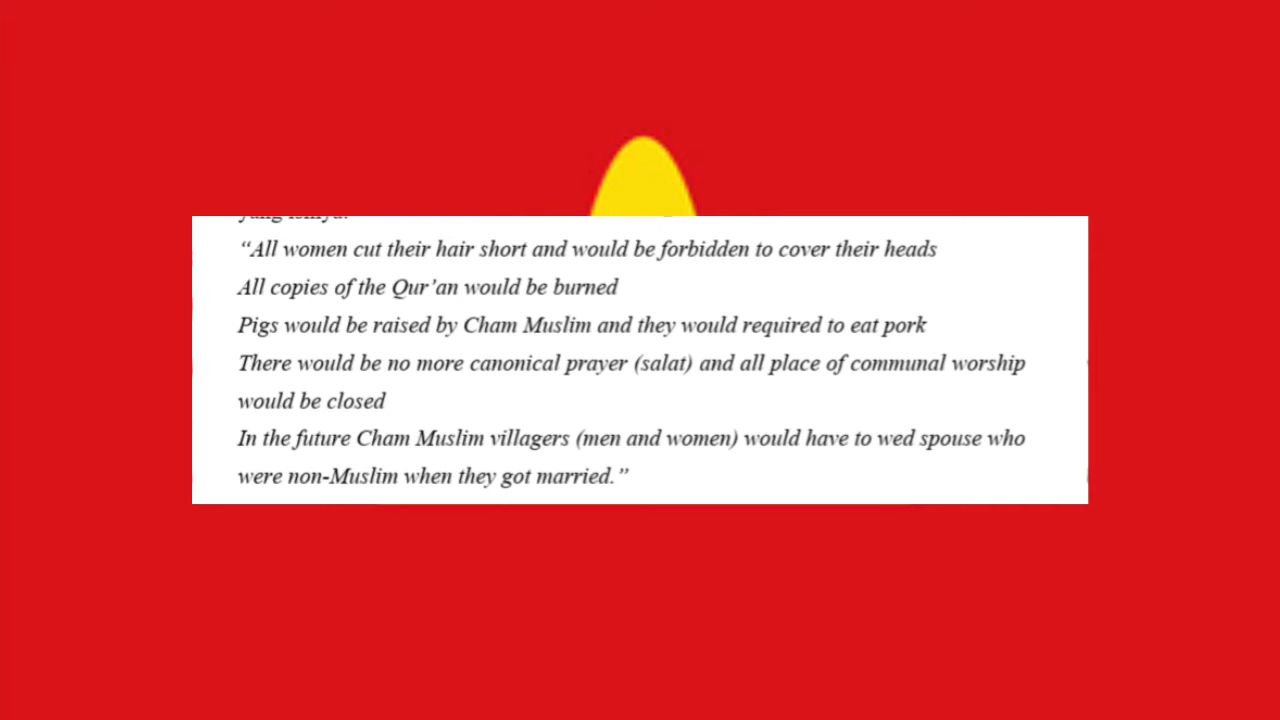 “All women cut their hair short and would be forbidden to cover their heads
All copies of the Qur’an would be burned
Pigs would be raised by Cham Muslim and they would required to eat pork
There would be no more canonical prayer (salat) and all place of communal worship
would be closed
In the future Cham Muslim villagers (men and women) would have to wed spouse who
were non-Muslim when they got married.”